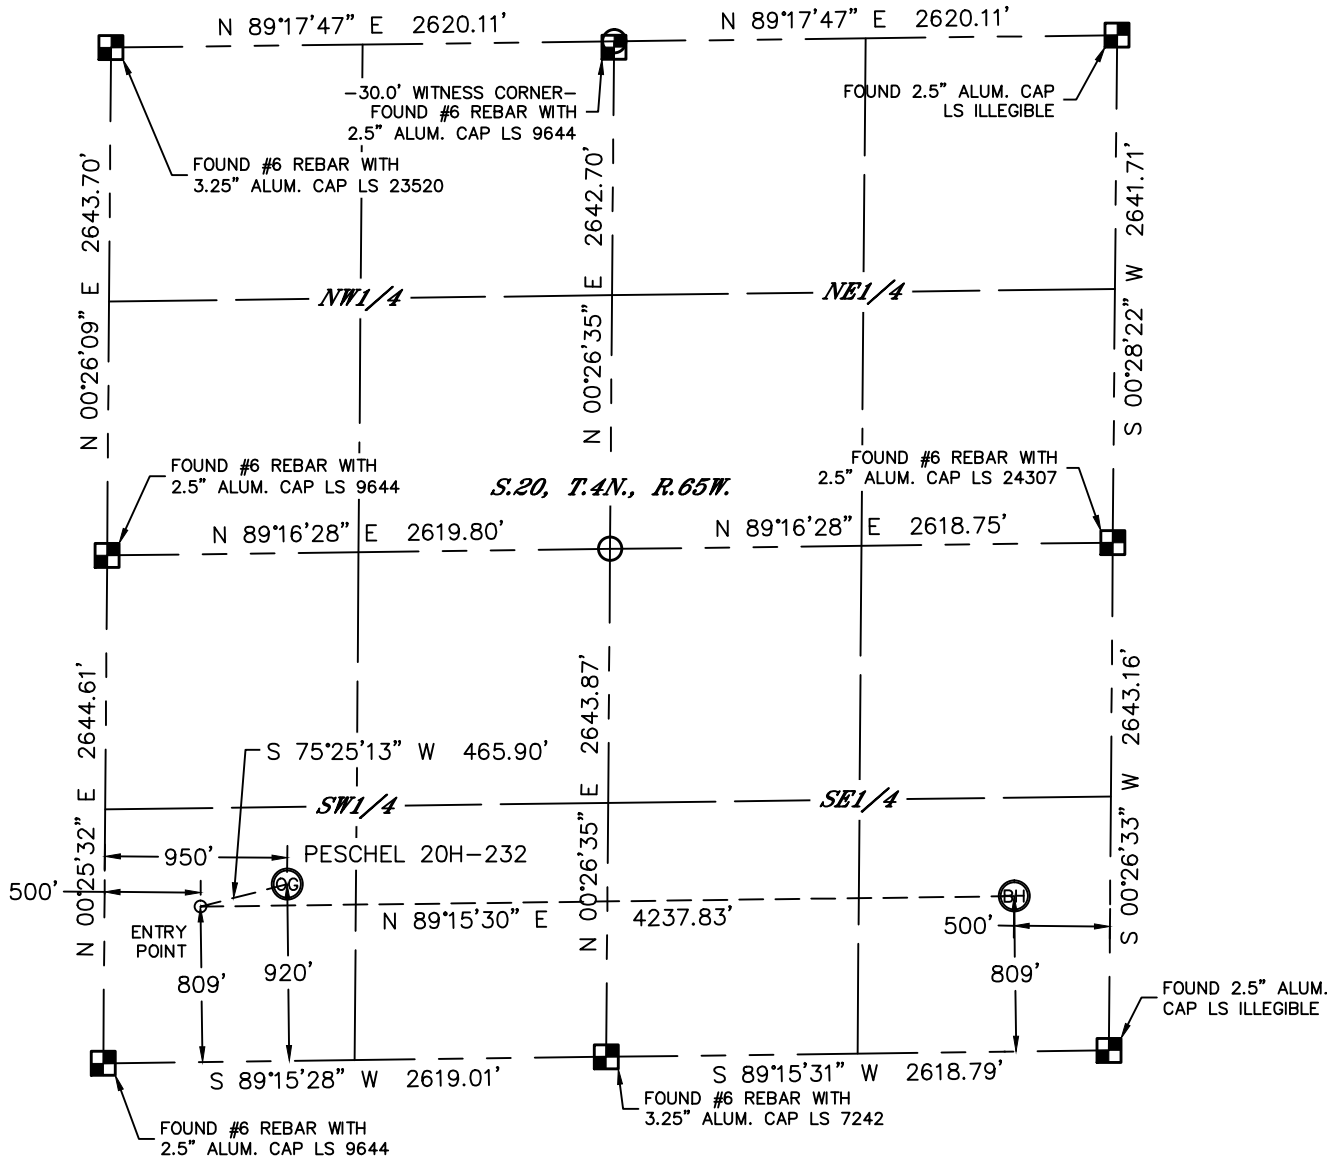 N 89°17'47" E 2620.11'
N 89°17'47" E 2620.11'
-30.0' WITNESS CORNER-
FOUND #6 REBAR WITH
2.5" ALUM. CAP LS 9644
FOUND 2.5" ALUM. CAP
LS ILLEGIBLE
FOUND #6 REBAR WITH
3.25" ALUM. CAP LS 23520
N 00°26'09" E 2643.70'
N 00°26'35" E 2642.70'
S 00°28'22" W 2641.71'
NW1/4
NE1/4
FOUND #6 REBAR WITH
2.5" ALUM. CAP LS 9644
S.20, T.4N., R.65W.
FOUND #6 REBAR WITH
2.5" ALUM. CAP LS 24307
N 89°16'28" E 2619.80'
N 89°16'28" E 2618.75'
N 00°25'32" E 2644.61'
N 00°26'35" E 2643.87'
S 00°26'33" W 2643.16'
S 75°25'13" W 465.90'
SW1/4
SE1/4
950'
PESCHEL 20H-232
500'
OG
BH
ENTRY
POINT
N 89°15'30" E 4237.83'
500'
809'
920'
809'
FOUND 2.5" ALUM.
CAP LS ILLEGIBLE
S 89°15'28" W 2619.01'
S 89°15'31" W 2618.79'
FOUND #6 REBAR WITH
3.25" ALUM. CAP LS 7242
FOUND #6 REBAR WITH
2.5" ALUM. CAP LS 9644